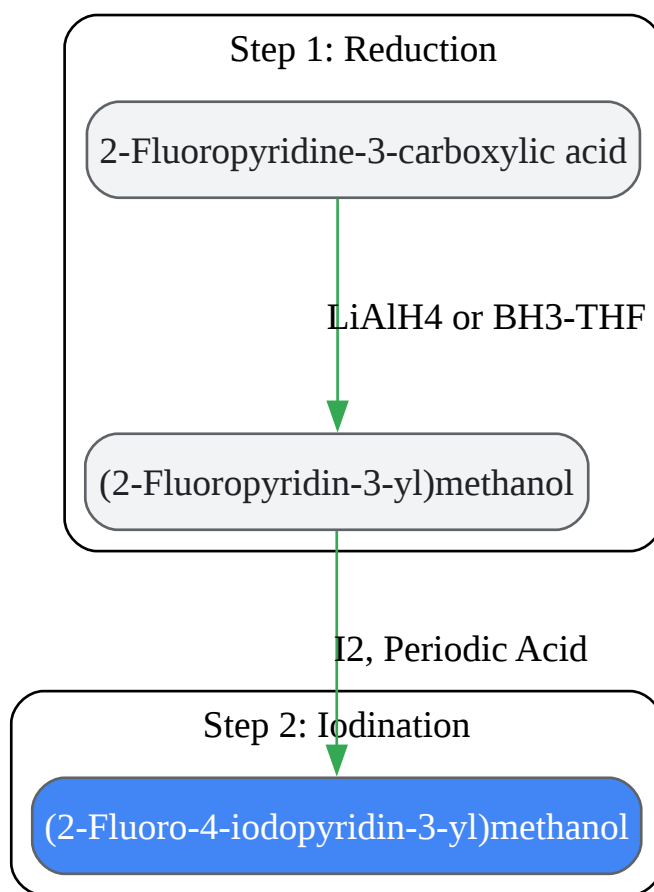 Step 1: Reduction
2-Fluoropyridine-3-carboxylic acid
LiAlH4 or BH3-THF
(2-Fluoropyridin-3-yl)methanol
I2, Periodic Acid
Step 2: Iodination
(2-Fluoro-4-iodopyridin-3-yl)methanol